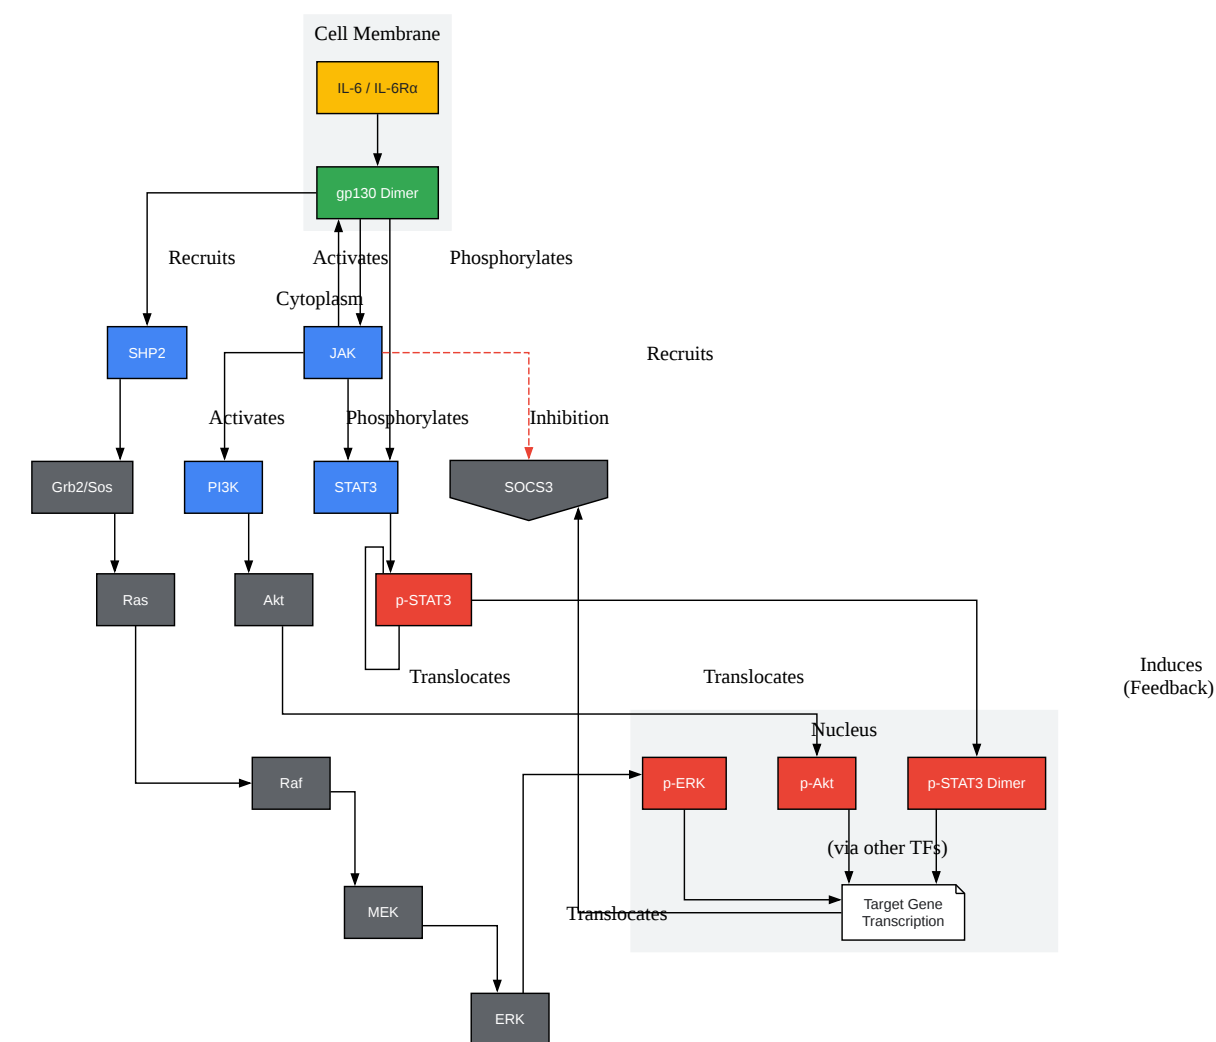 Cell Membrane
IL-6 / IL-6Rα
gp130 Dimer
Recruits
Activates
Phosphorylates
Cytoplasm
SHP2
JAK
Recruits
Activates
Phosphorylates
Inhibition
Grb2/Sos
PI3K
STAT3
SOCS3
Ras
Akt
p-STAT3
Translocates
Translocates
Induces
(Feedback)
Nucleus
Raf
p-ERK
p-Akt
p-STAT3 Dimer
(via other TFs)
MEK
Translocates
Target Gene
Transcription
ERK